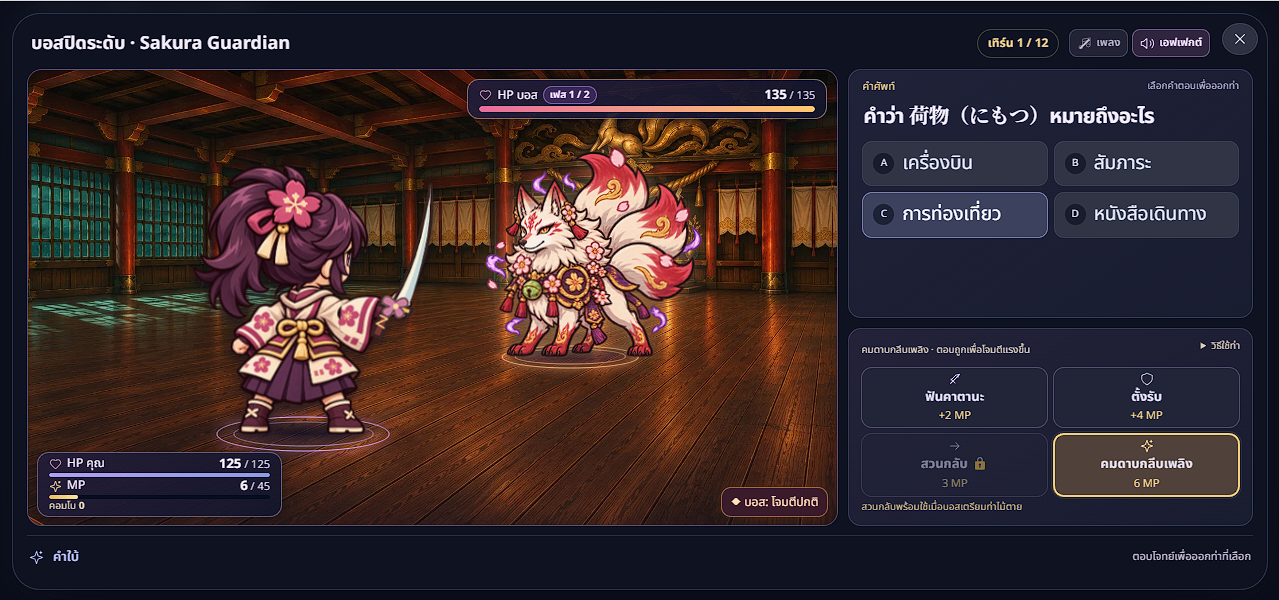 บอสปิดระดับ · Sakura Guardian
เทิร์น 1 / 12
เพลง
เอฟเฟกต์
HP บอส
เฟส 1 / 2
135 / 135
HP คุณ
125 / 125
MP
6 / 45
คอมโบ 0
บอส: โจมตีปกติ
คำศัพท์
เลือกคำตอบเพื่อออกท่า
คำว่า 荷物（にもつ）หมายถึงอะไร
A เครื่องบิน
B สัมภาระ
C การท่องเที่ยว
D หนังสือเดินทาง
คมดาบกลีบเพลิง · ตอบถูกเพื่อโจมตีแรงขึ้น
วิธีใช้ท่า
ฟันคาตานะ
+2 MP
ตั้งรับ
+4 MP
สวนกลับ
3 MP
คมดาบกลีบเพลิง
6 MP
สวนกลับพร้อมใช้เมื่อบอสเตรียมท่าไม้ตาย
คำใบ้
ตอบโจทย์เพื่อออกท่าที่เลือก